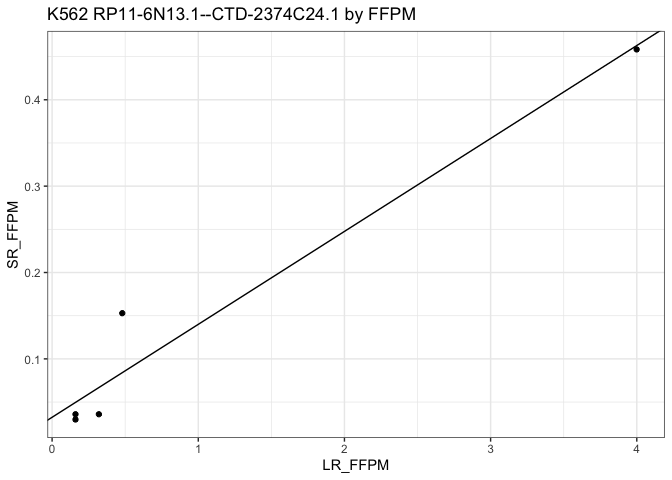 K562 RP11-6N13.1--CTD-2374C24.1 by FFPM
0.4
0.3
0.2
0.1
SR_FFPM
0 1 2 3 4
LR_FFPM